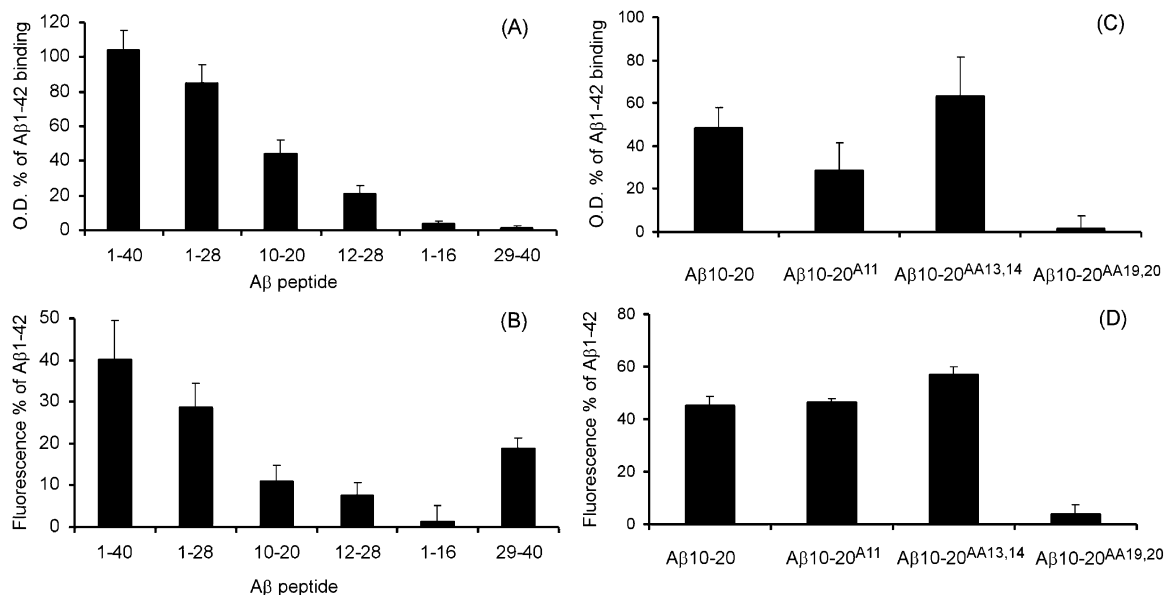 (A)
O.D. % of Aβ1-42 binding
120
100
80
60
40
20
0
1-40 1-28 10-20 12-28 1-16 29-40
Aβ peptide
(B)
Fluorescence % of Aβ1-42
50
40
30
20
10
0
1-40 1-28 10-20 12-28 1-16 29-40
Aβ peptide
(C)
O.D. % of Aβ1-42 binding
100
80
60
40
20
0
Aβ10-20 Aβ10-20A11 Aβ10-20AA13,14 Aβ10-20AA19,20
(D)
Fluorescence % of Aβ1-42
80
60
40
20
0
Aβ10-20 Aβ10-20A11 Aβ10-20AA13,14 Aβ10-20AA19,20